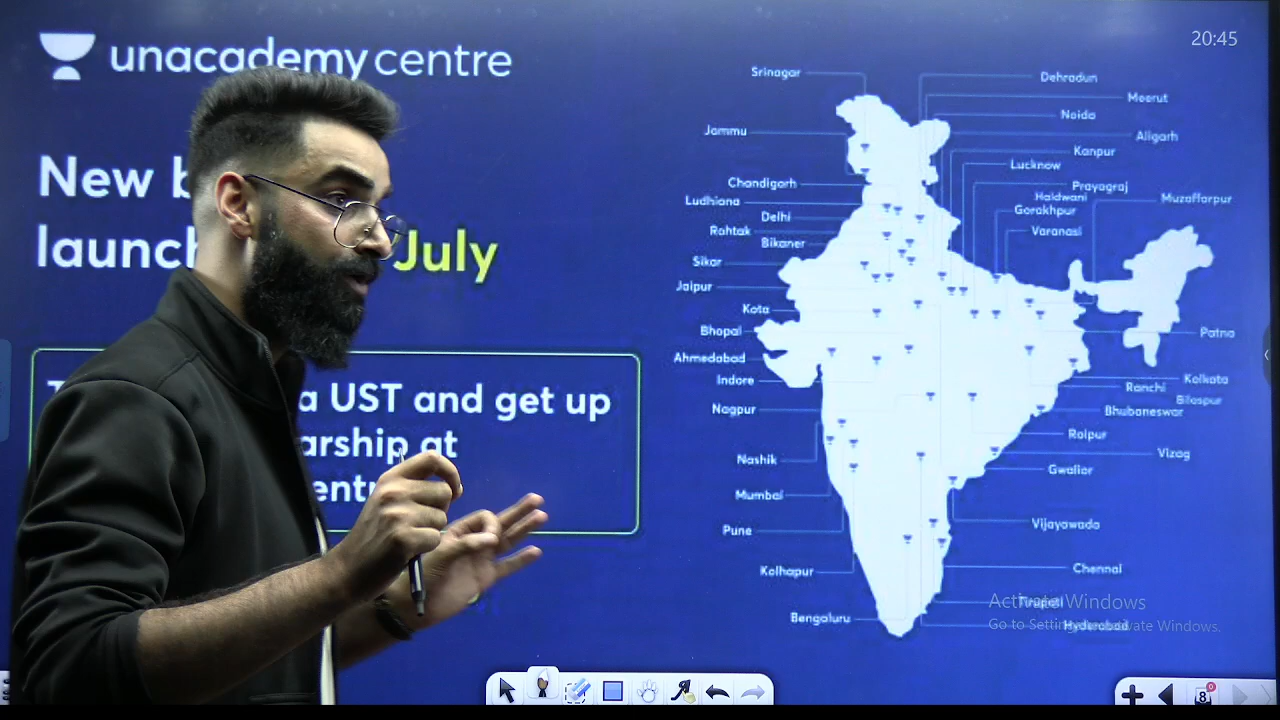 unacademy centre
20:45
New b
launch July
a UST and get up
arship at
entr
Srinagar
Jammu
Chandigarh
Ludhiana
Delhi
Rohtak
Bikaner
Sikar
Jaipur
Kota
Bhopal
Ahmedabad
Indore
Nagpur
Nashik
Mumbai
Pune
Kolhapur
Bengaluru
Dehradun
Meerut
Noida
Aligarh
Kanpur
Lucknow
Prayagraj
Haldwani
Muzaffarpur
Gorakhpur
Varanasi
Patna
Kolkata
Ranchi
Bilaspur
Bhubaneswar
Raipur
Vizag
Gwalior
Vijayawada
Chennai
Tirupati
Hyderabad
Activate Windows
Go to Settings to activate Windows.
8
0